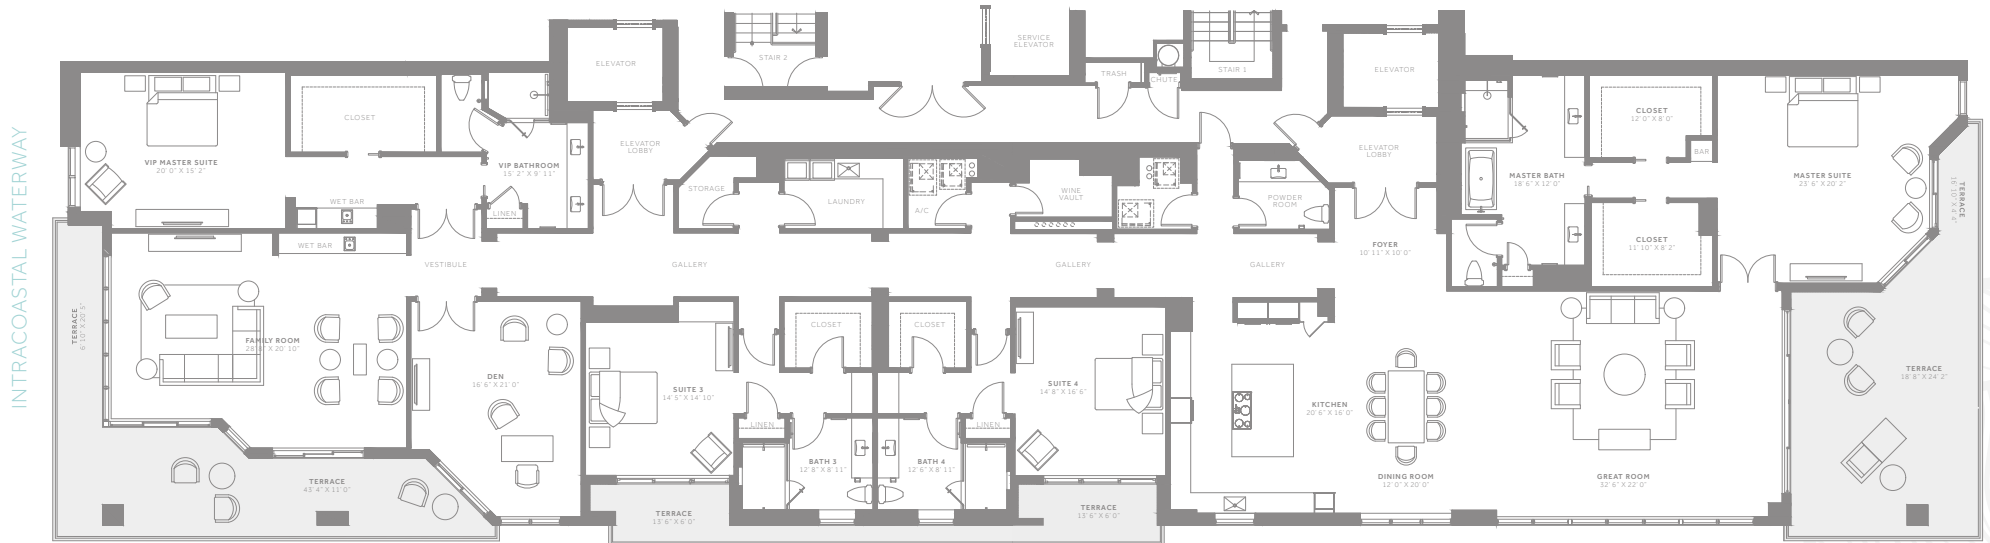 INTRACOASTAL WATERWAY
VIP MASTER SUITE
20' 0" X 15' 2"
CLOSET
WET BAR
WET BAR
VIP BATHROOM
15' 2" X 9' 11"
LINEN
ELEVATOR
ELEVATOR
LOBBY
STAIR 2
STORAGE
LAUNDRY
A/C
SERVICE
ELEVATOR
TRASH
CHUTE
STAIR 1
WINE
VAULT
POWDER
ROOM
ELEVATOR
ELEVATOR
LOBBY
FOYER
10' 11" X 10' 0"
MASTER BATH
18' 6" X 12' 0"
CLOSET
12' 0" X 8' 0"
BAR
CLOSET
11' 10" X 8' 2"
MASTER SUITE
23' 6" X 20' 2"
TERRACE
VESTIBULE
GALLERY
GALLERY
GALLERY
TERRACE
6' 10" X 20' 5"
FAMILY ROOM
DEN
16' 6" X 21' 0"
SUITE 3
14' 5" X 14' 10"
CLOSET
CLOSET
LINEN
LINEN
BATH 3
12' 8" X 8' 11"
BATH 4
12' 6" X 8' 11"
SUITE 4
14' 8" X 16' 6"
KITCHEN
20' 6" X 16' 0"
DINING ROOM
12' 0" X 20' 0"
GREAT ROOM
32' 6" X 22' 0"
TERRACE
18' 8" X 24' 2"
TERRACE
43' 4" X 11' 0"
TERRACE
13' 6" X 6' 0"
TERRACE
13' 6" X 6' 0"